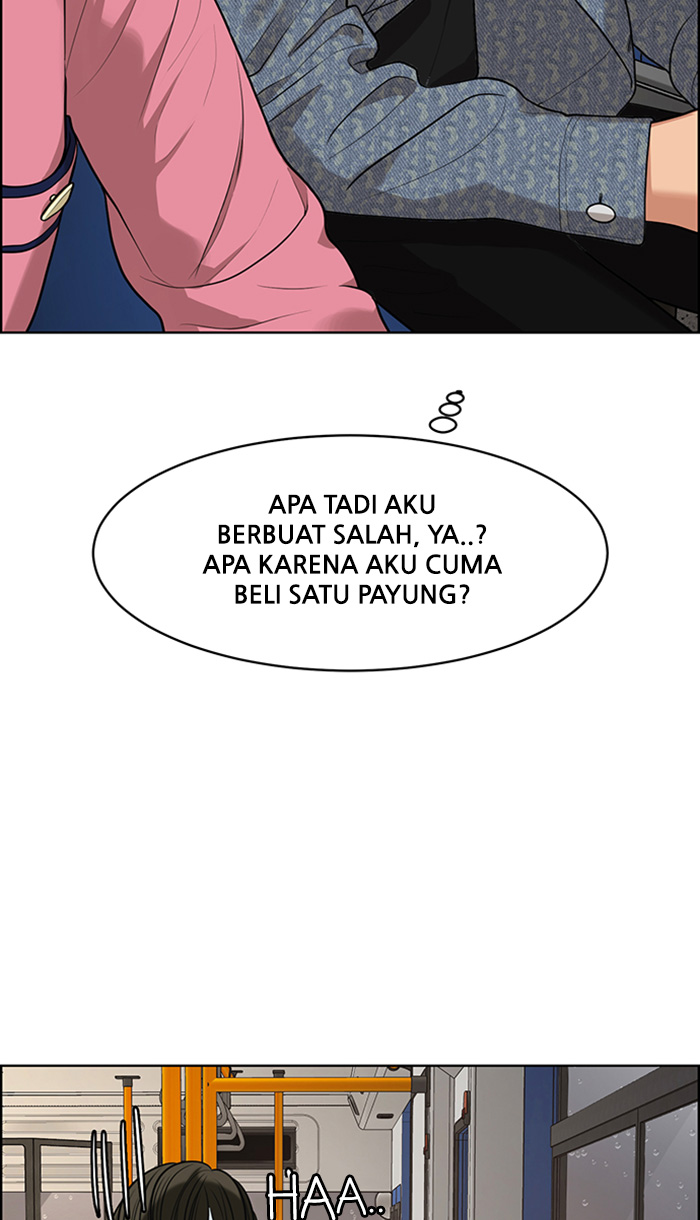 APA TADI AKU
BERBUAT SALAH, YA..?
APA KARENA AKU CUMA
BELI SATU PAYUNG?
HAA..